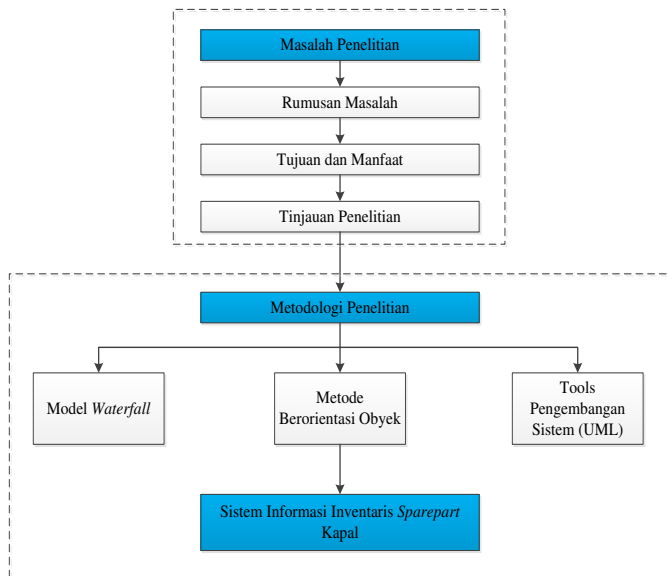 Masalah Penelitian
Rumusan Masalah
Tujuan dan Manfaat
Tinjauan Penelitian
Metodologi Penelitian
Model Waterfall
Metode
Berorientasi Obyek
Tools
Pengembangan
Sistem (UML)
Sistem Informasi Inventaris Sparepart
Kapal